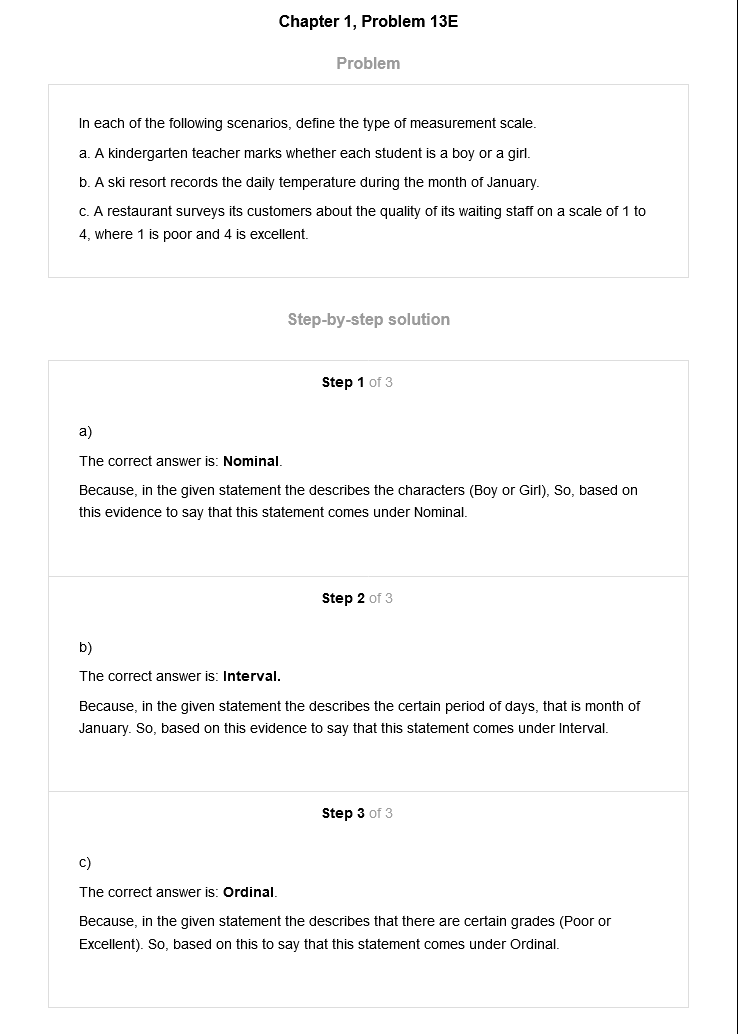 Chapter 1, Problem 13E
Problem
In each of the following scenarios, define the type of measurement scale.
a. A kindergarten teacher marks whether each student is a boy or a girl.
b. A ski resort records the daily temperature during the month of January.
c. A restaurant surveys its customers about the quality of its waiting staff on a scale of 1 to
4, where 1 is poor and 4 is excellent.
Step-by-step solution
Step 1 of 3
a)
The correct answer is: Nominal.
Because, in the given statement the describes the characters (Boy or Girl), So, based on
this evidence to say that this statement comes under Nominal.
Step 2 of 3
b)
The correct answer is: Interval.
Because, in the given statement the describes the certain period of days, that is month of
January. So, based on this evidence to say that this statement comes under Interval.
Step 3 of 3
c)
The correct answer is: Ordinal.
Because, in the given statement the describes that there are certain grades (Poor or
Excellent). So, based on this to say that this statement comes under Ordinal.